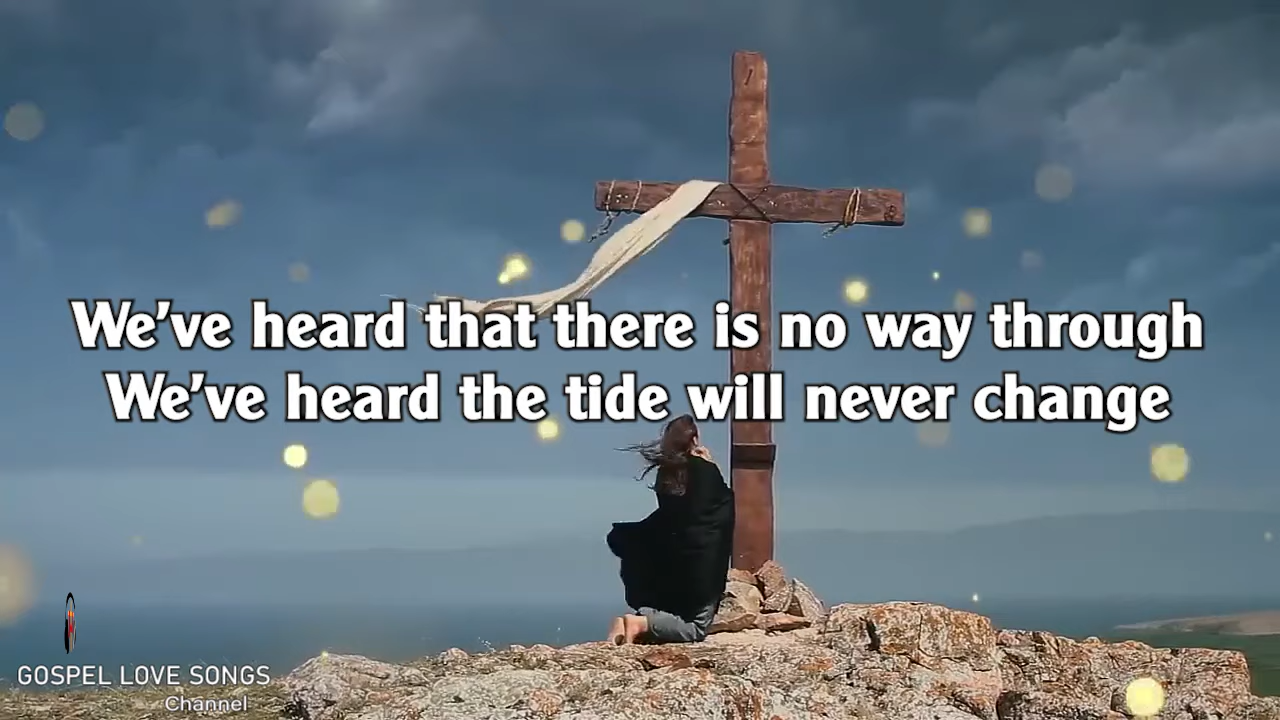 We've heard that there is no way through
We've heard the tide will never change
GOSPEL LOVE SONGS
Channel